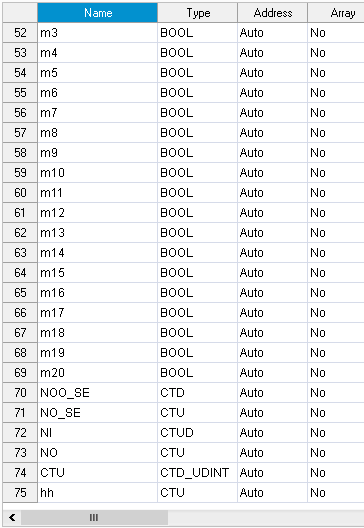 Name Type Address Array
52 m3 BOOL Auto No
53 m4 BOOL Auto No
54 m5 BOOL Auto No
55 m6 BOOL Auto No
56 m7 BOOL Auto No
57 m8 BOOL Auto No
58 m9 BOOL Auto No
59 m10 BOOL Auto No
60 m11 BOOL Auto No
61 m12 BOOL Auto No
62 m13 BOOL Auto No
63 m14 BOOL Auto No
64 m15 BOOL Auto No
65 m16 BOOL Auto No
66 m17 BOOL Auto No
67 m18 BOOL Auto No
68 m19 BOOL Auto No
69 m20 BOOL Auto No
70 NOO_SE CTD Auto No
71 NO_SE CTU Auto No
72 NI CTUD Auto No
73 NO CTU Auto No
74 CTU CTD_UDINT Auto No
75 hh CTU Auto No